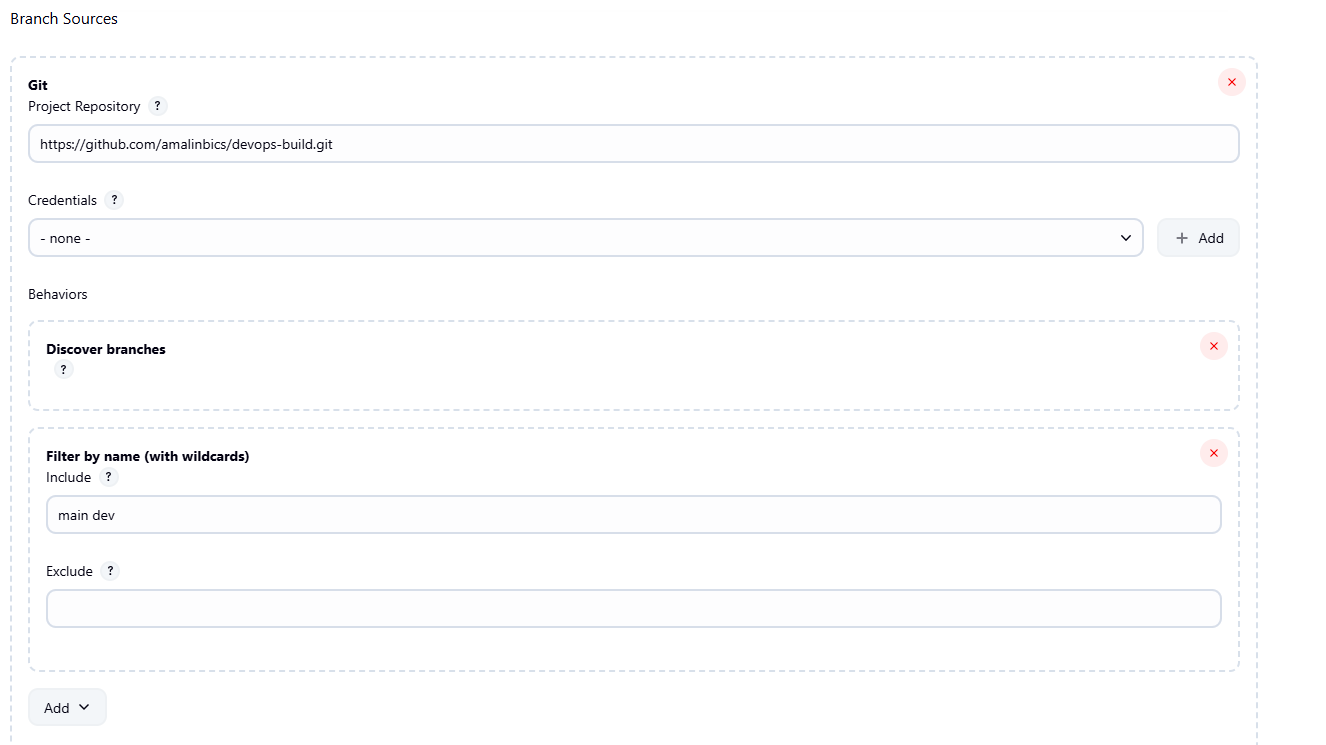 Branch Sources
Git
Project Repository ?
https://github.com/amalinbics/devops-build.git
Credentials ?
- none -
Add
Behaviors
Discover branches
?
Filter by name (with wildcards)
Include ?
main dev
Exclude ?
Add